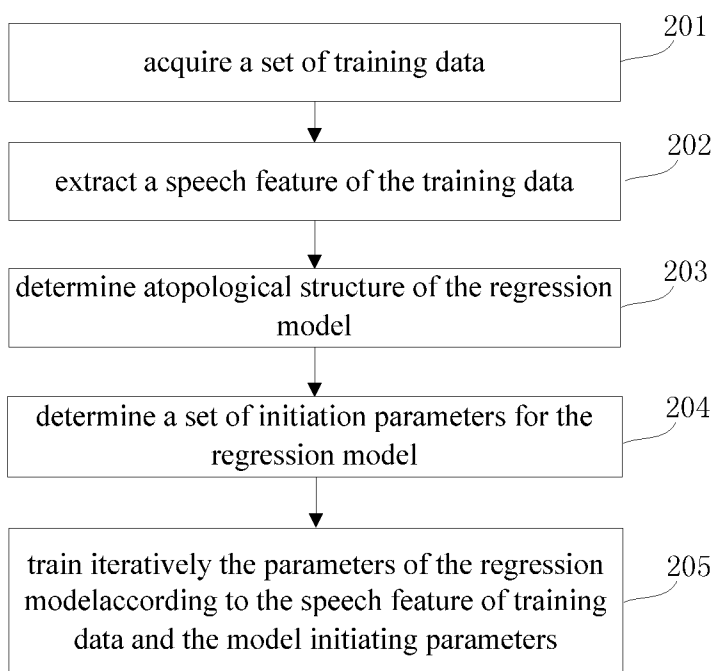 201
acquire a set of training data
202
extract a speech feature of the training data
203
determine atopological structure of the regression
model
204
determine a set of initiation parameters for the
regression model
205
train iteratively the parameters of the regression
modelaccording to the speech feature of training
data and the model initiating parameters